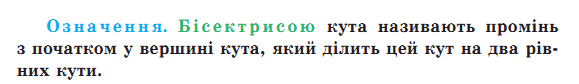 Означення. Бісектрисою кута називають промінь
з початком у вершині кута, який ділить цей кут на два рів-
них кути.